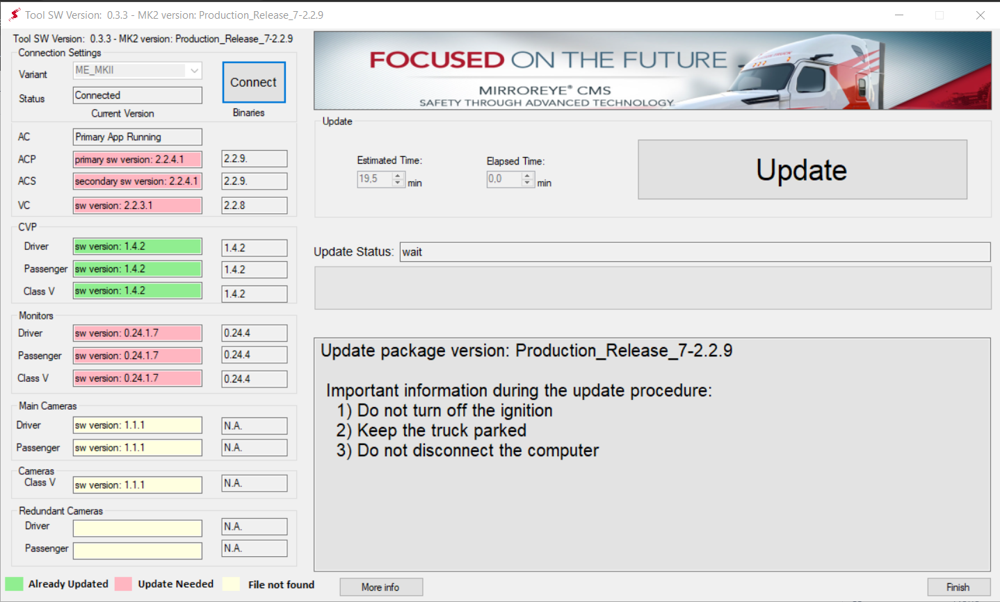 Tool SW Version:  0.3.3 - MK2 version: Production_Release_7-2.2.9
Tool SW Version:  0.3.3 - MK2 version: Production_Release_7-2.2.9
Connection Settings
Variant ME_MKII Connect
Status Connected
Current Version Binaries
AC Primary App Running
ACP primary sw version: 2.2.4.1 2.2.9.
ACS secondary sw version: 2.2.4.1 2.2.9.
VC sw version: 2.2.3.1 2.2.8
CVP
Driver sw version: 1.4.2 1.4.2
Passenger sw version: 1.4.2 1.4.2
Class V sw version: 1.4.2 1.4.2
Monitors
Driver sw version: 0.24.1.7 0.24.4
Passenger sw version: 0.24.1.7 0.24.4
Class V sw version: 0.24.1.7 0.24.4
Main Cameras
Driver sw version: 1.1.1 N.A.
Passenger sw version: 1.1.1 N.A.
Cameras
Class V sw version: 1.1.1 N.A.
Redundant Cameras
Driver N.A.
Passenger N.A.
Already Updated Update Needed File not found
FOCUSED ON THE FUTURE
MIRROREYE® CMS
SAFETY THROUGH ADVANCED TECHNOLOGY.
Update
Estimated Time: Elapsed Time:
19,5 min 0,0 min
Update
Update Status: wait
Update package version: Production_Release_7-2.2.9
Important information during the update procedure:
1) Do not turn off the ignition
2) Keep the truck parked
3) Do not disconnect the computer
More info Finish